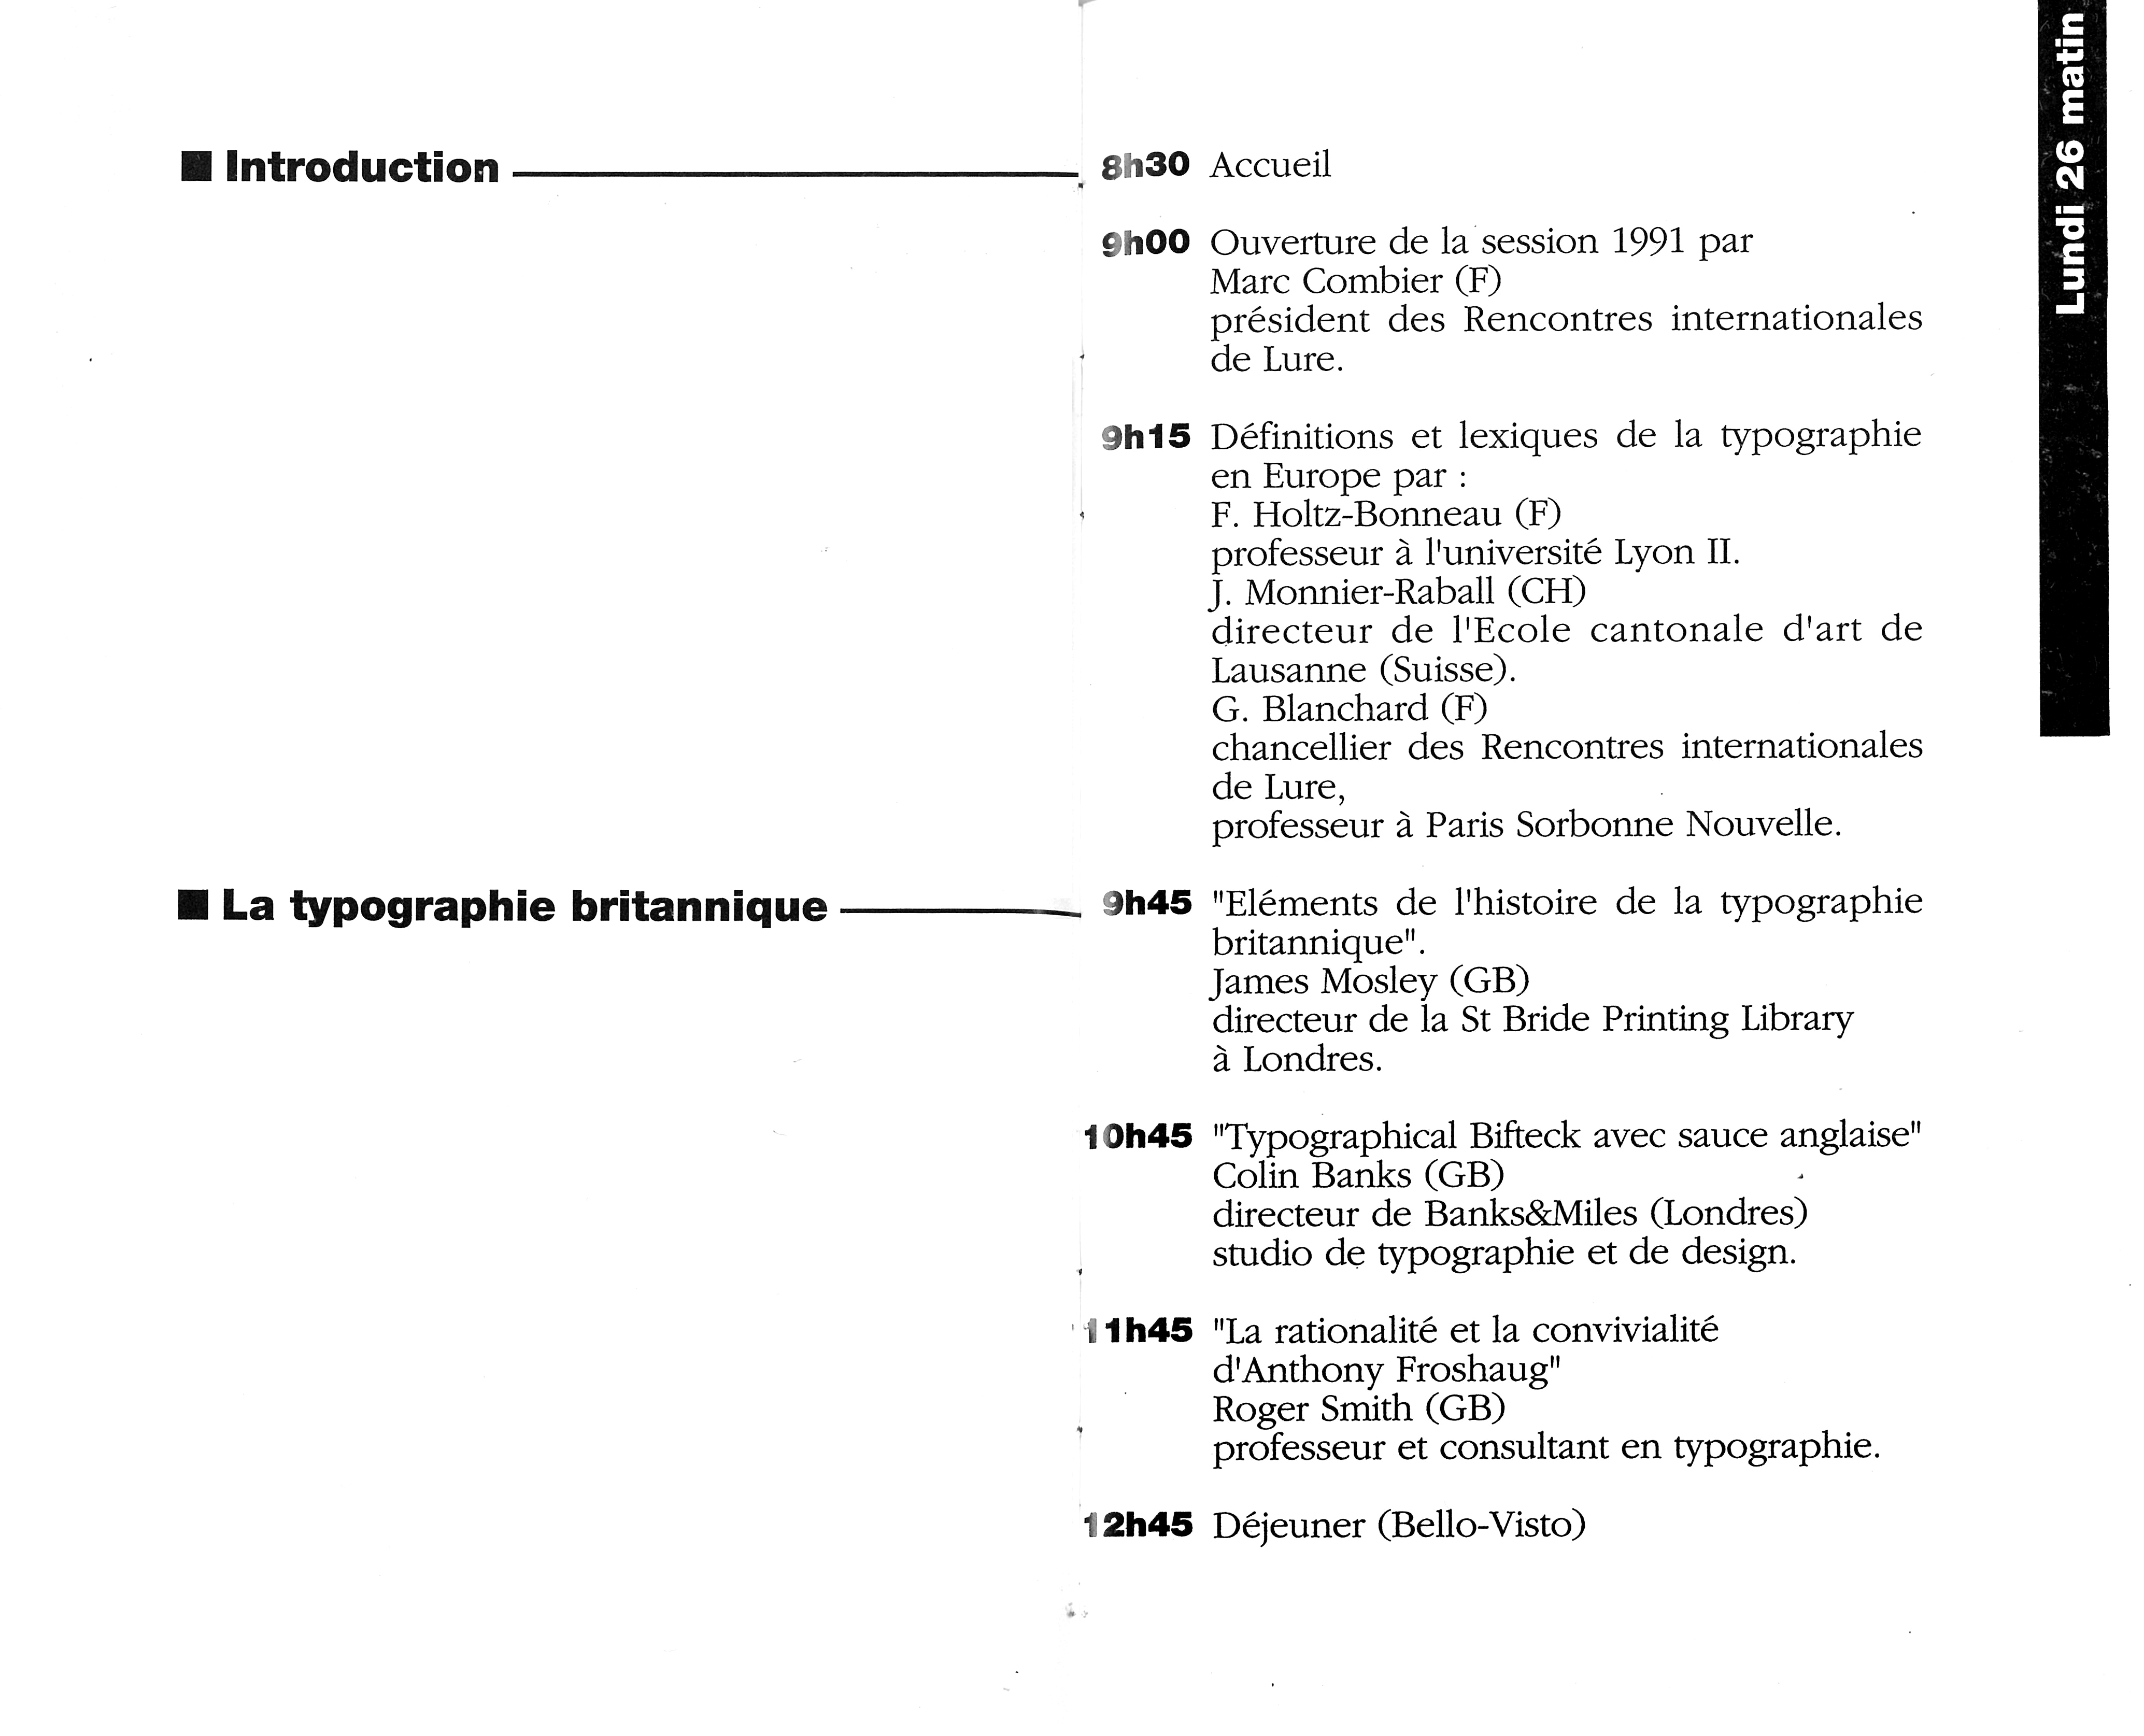 Lundi 26 matin
■ Introduction
8h30 Accueil
9h00 Ouverture de la session 1991 par
Marc Combier (F)
président des Rencontres internationales
de Lure.
9h15 Définitions et lexiques de la typographie
en Europe par :
F. Holtz-Bonneau (F)
professeur à l'université Lyon II.
J. Monnier-Raball (CH)
directeur de l'Ecole cantonale d'art de
Lausanne (Suisse).
G. Blanchard (F)
chancellier des Rencontres internationales
de Lure,
professeur à Paris Sorbonne Nouvelle.
■ La typographie britannique
9h45 "Eléments de l'histoire de la typographie
britannique".
James Mosley (GB)
directeur de la St Bride Printing Library
à Londres.
10h45 "Typographical Bifteck avec sauce anglaise"
Colin Banks (GB)
directeur de Banks&Miles (Londres)
studio de typographie et de design.
11h45 "La rationalité et la convivialité
d'Anthony Froshaug"
Roger Smith (GB)
professeur et consultant en typographie.
12h45 Déjeuner (Bello-Visto)